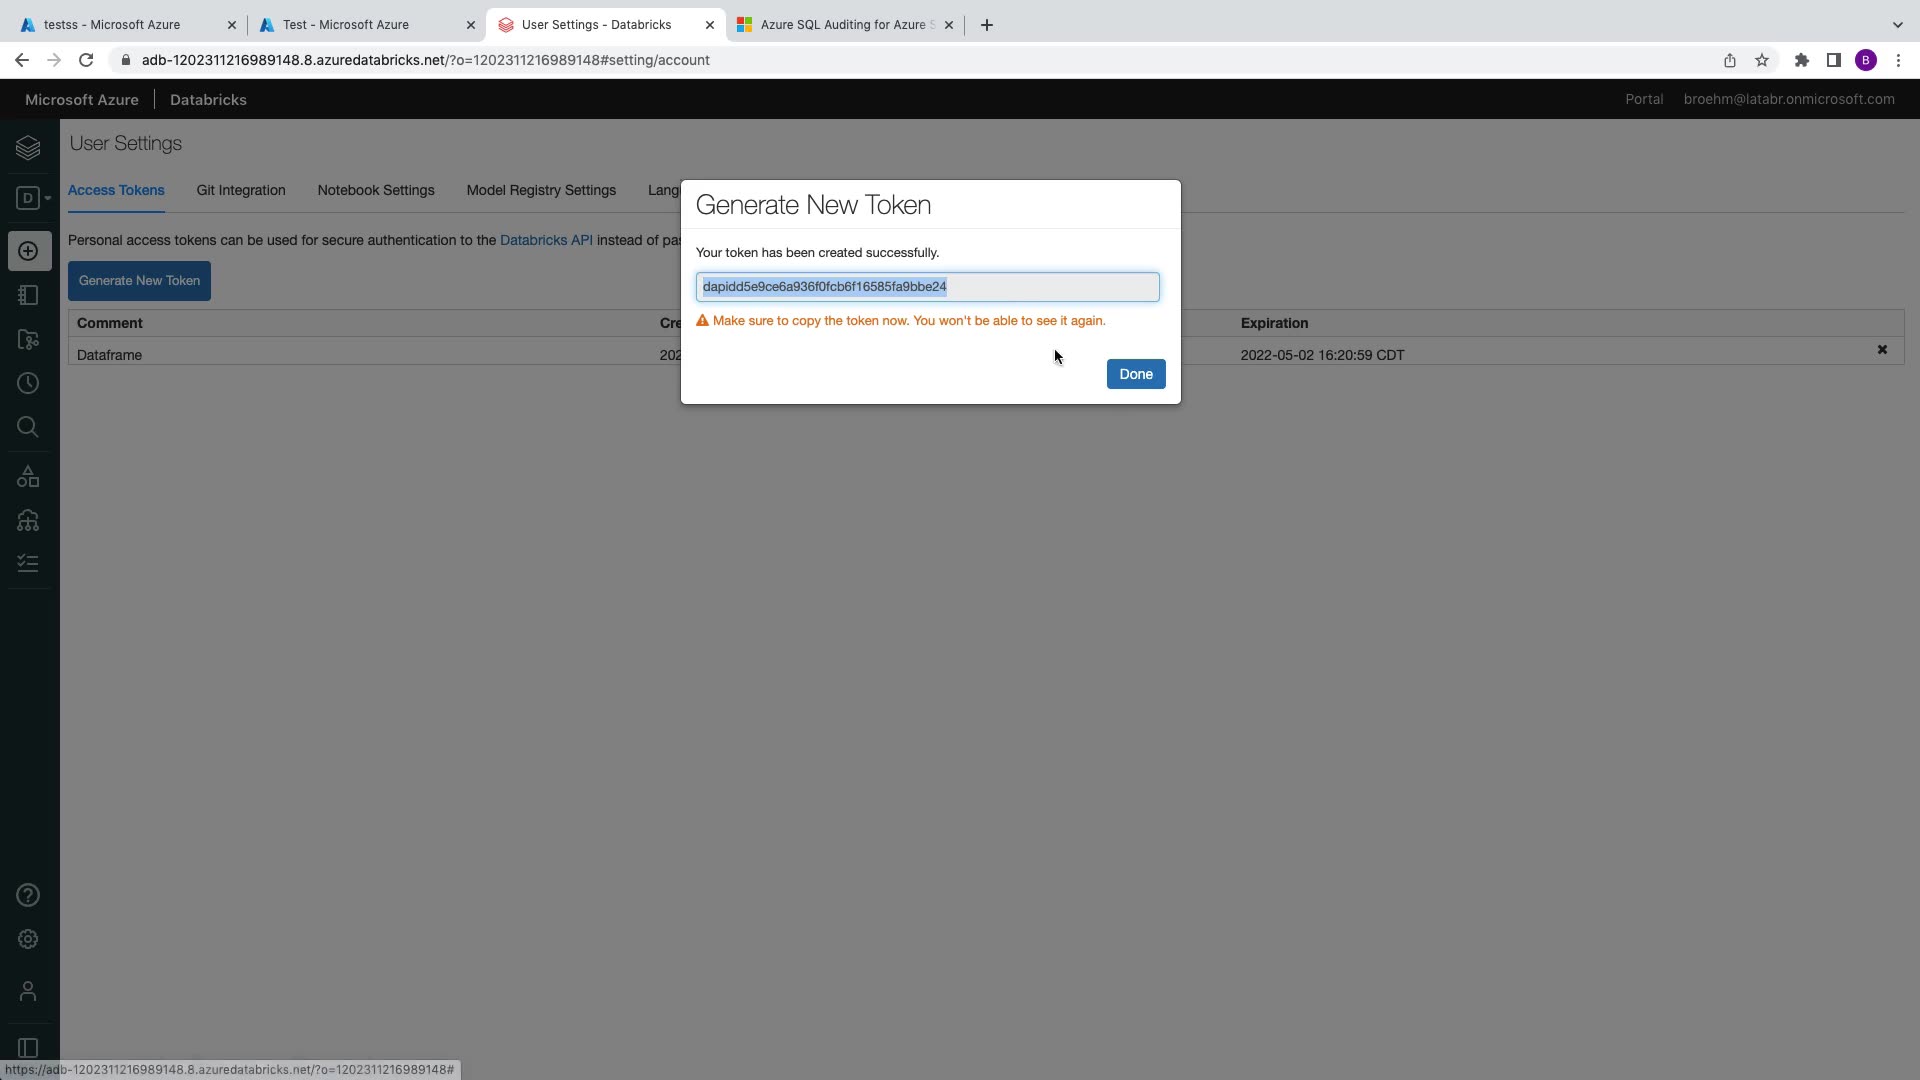 testss - Microsoft Azure
Test - Microsoft Azure
User Settings - Databricks
Azure SQL Auditing for Azure S
adb-1202311216989148.8.azuredatabricks.net/?o=1202311216989148#setting/account
B
Microsoft Azure
Databricks
Portal
broehm@latabr.onmicrosoft.com
D
User Settings
Access Tokens
Git Integration
Notebook Settings
Model Registry Settings
Lang
Personal access tokens can be used for secure authentication to the Databricks API instead of pa
Generate New Token
Comment
Cre
Expiration
Dataframe
202
2022-05-02 16:20:59 CDT
Generate New Token
Your token has been created successfully.
dapidd5e9ce6a936f0fcb6f16585fa9bbe24
Make sure to copy the token now. You won't be able to see it again.
Done
https://adb-1202311216989148.8.azuredatabricks.net/?o=1202311216989148#